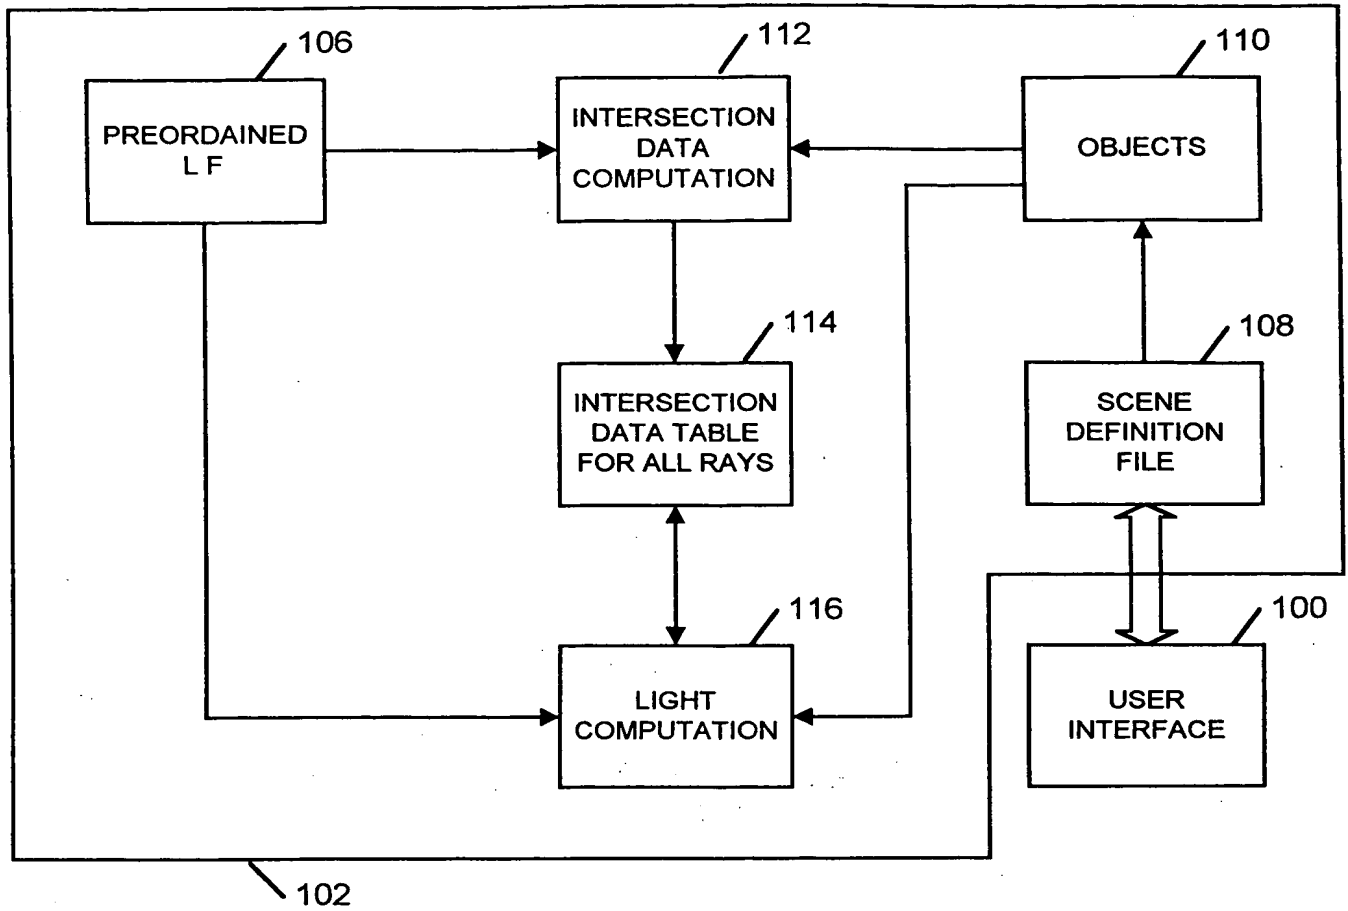 106
PREORDAINED
L F
112
INTERSECTION
DATA
COMPUTATION
110
OBJECTS
114
INTERSECTION
DATA TABLE
FOR ALL RAYS
108
SCENE
DEFINITION
FILE
116
LIGHT
COMPUTATION
100
USER
INTERFACE
102